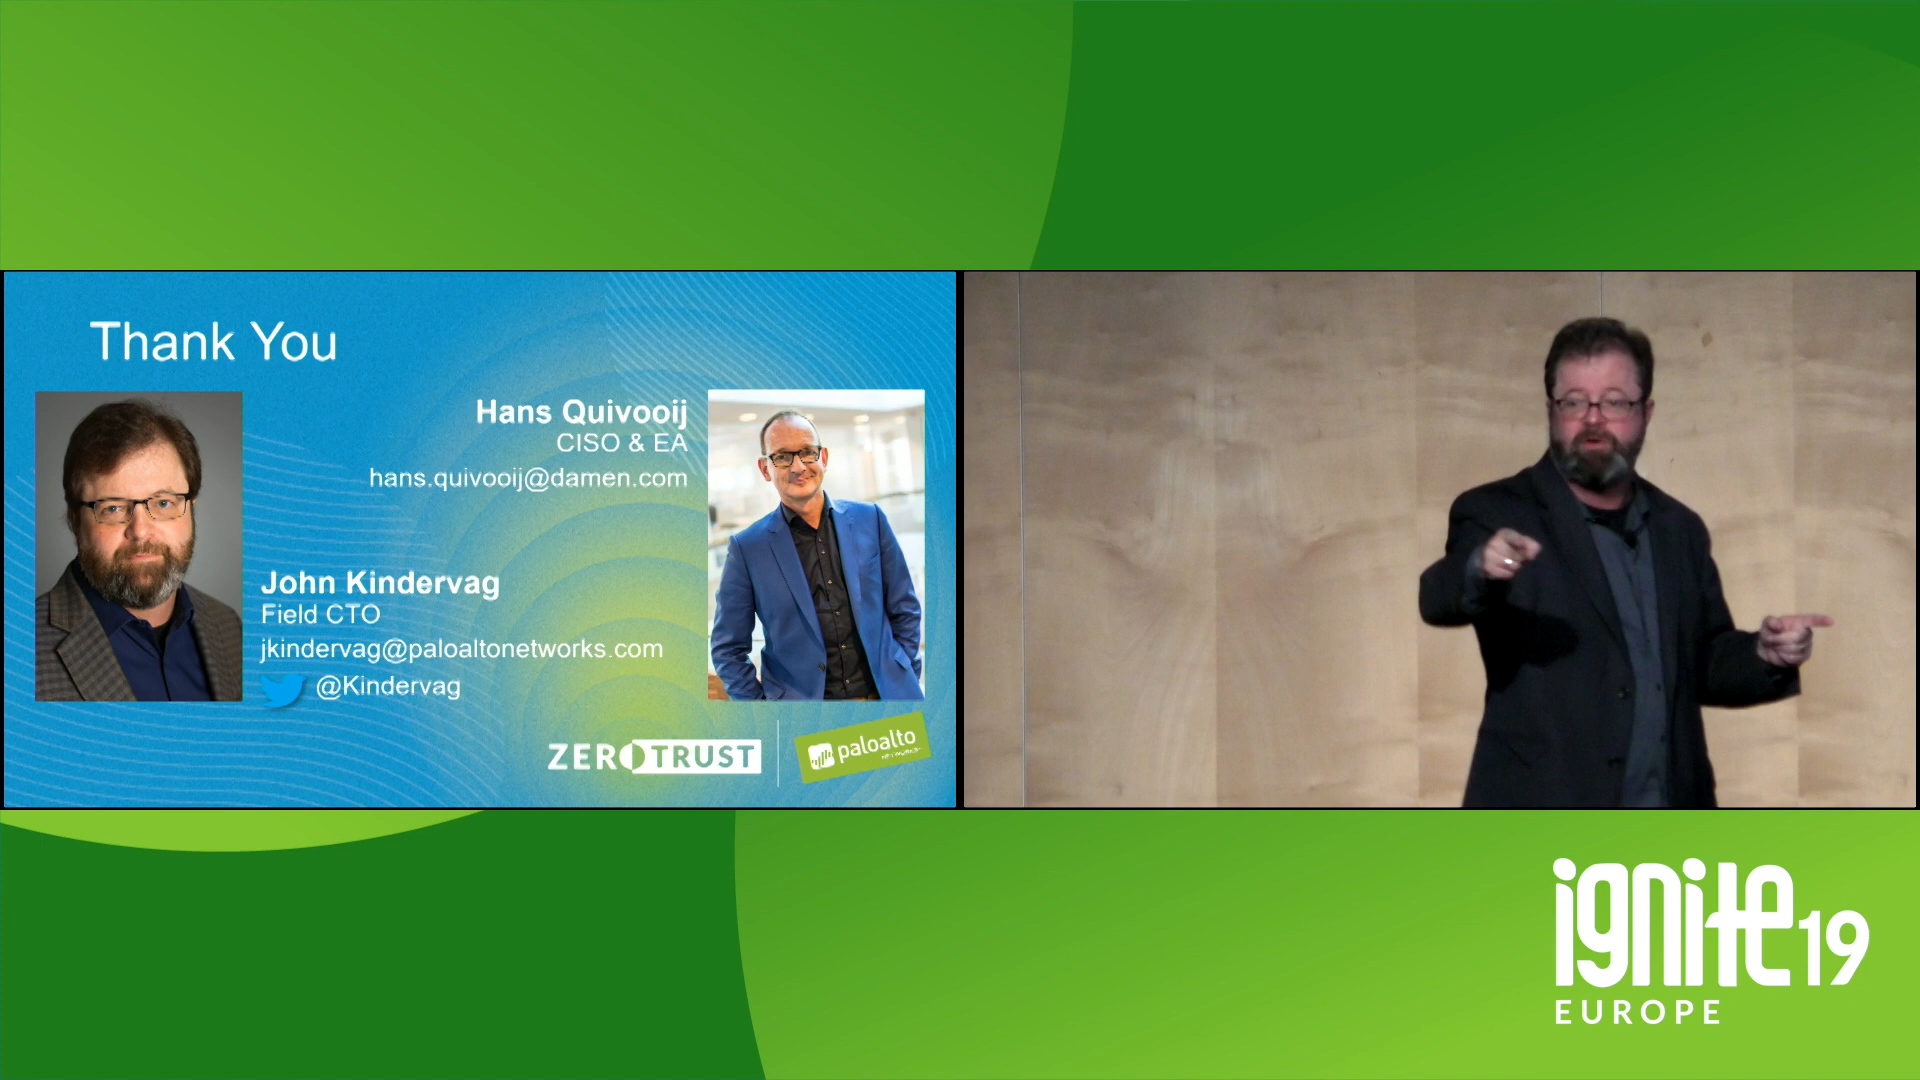 Thank You
Hans Quivooij
CISO & EA
hans.quivooij@damen.com
John Kindervag
Field CTO
jkindervag@paloaltonetworks.com
@Kindervag
ZERO TRUST
paloalto
ignite19
EUROPE